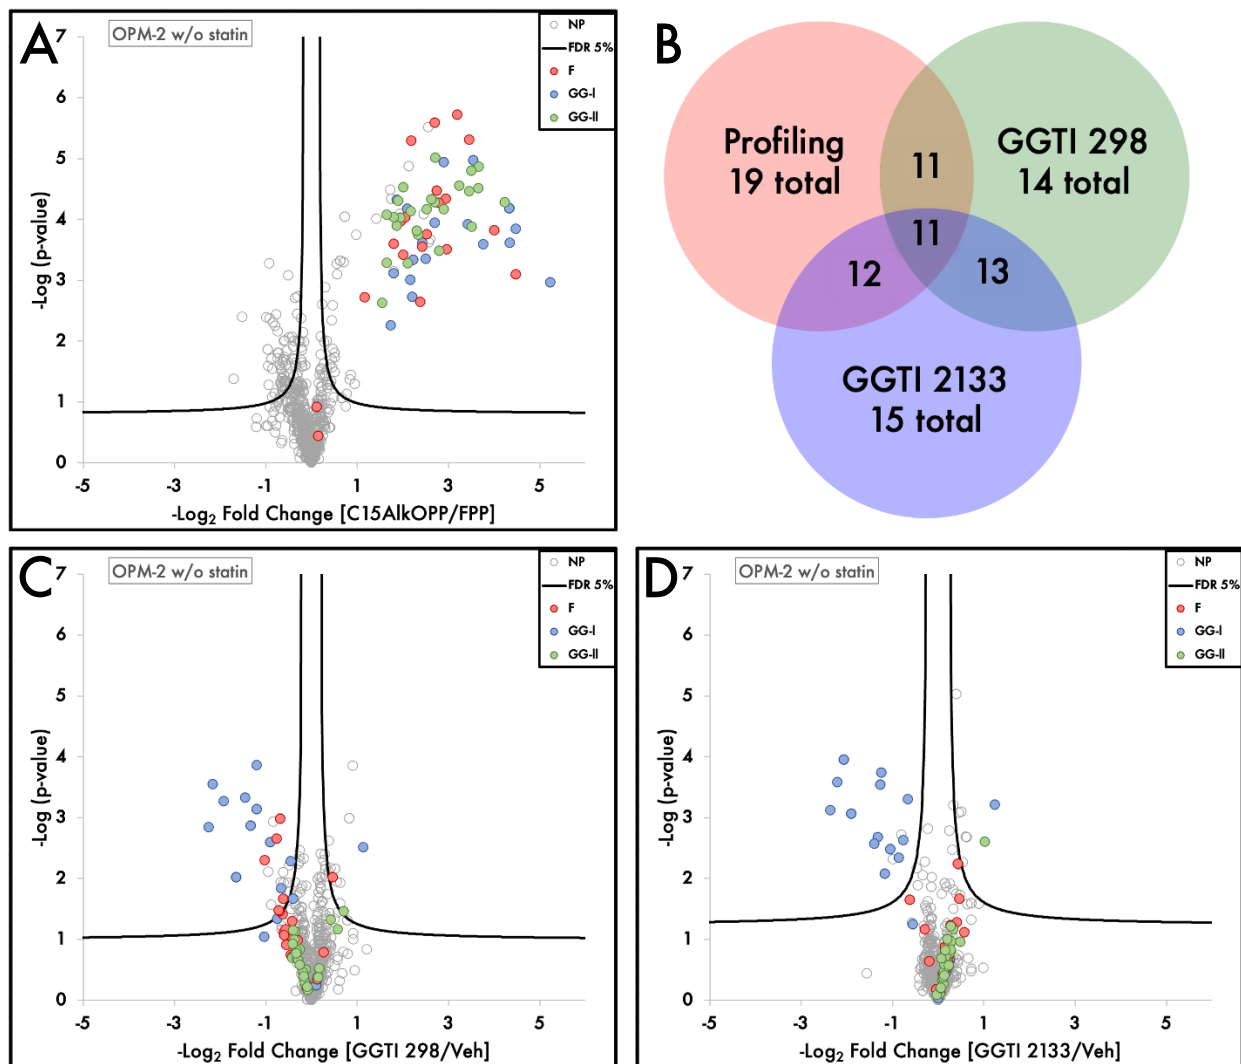 A
OPM-2 w/o statin
NP
FDR 5%
F
GG-I
GG-II
7
6
5
4
3
2
1
0
-Log (p-value)
-5
-3
-1
1
3
5
-Log2 Fold Change [C15AlkOPP/FPP]
B
Profiling
19 total
11
GGTI 298
14 total
11
12
13
GGTI 2133
15 total
C
OPM-2 w/o statin
NP
FDR 5%
F
GG-I
GG-II
7
6
5
4
3
2
1
0
-Log (p-value)
-5
-3
-1
1
3
5
-Log2 Fold Change [GGTI 298/Veh]
D
OPM-2 w/o statin
NP
FDR 5%
F
GG-I
GG-II
7
6
5
4
3
2
1
0
-Log (p-value)
-5
-3
-1
1
3
5
-Log2 Fold Change [GGTI 2133/Veh]